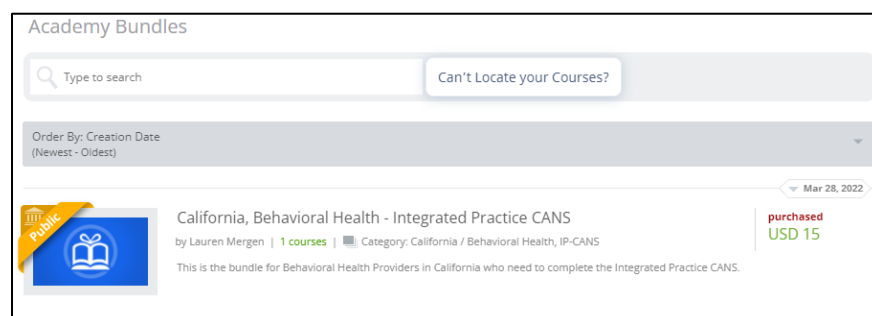 Academy Bundles
Type to search
Can't Locate your Courses?
Order By: Creation Date
(Newest - Oldest)
Mar 28, 2022
Public
California, Behavioral Health - Integrated Practice CANS
purchased
by Lauren Mergen | 1 courses | Category: California / Behavioral Health, IP-CANS
USD 15
This is the bundle for Behavioral Health Providers in California who need to complete the Integrated Practice CANS.